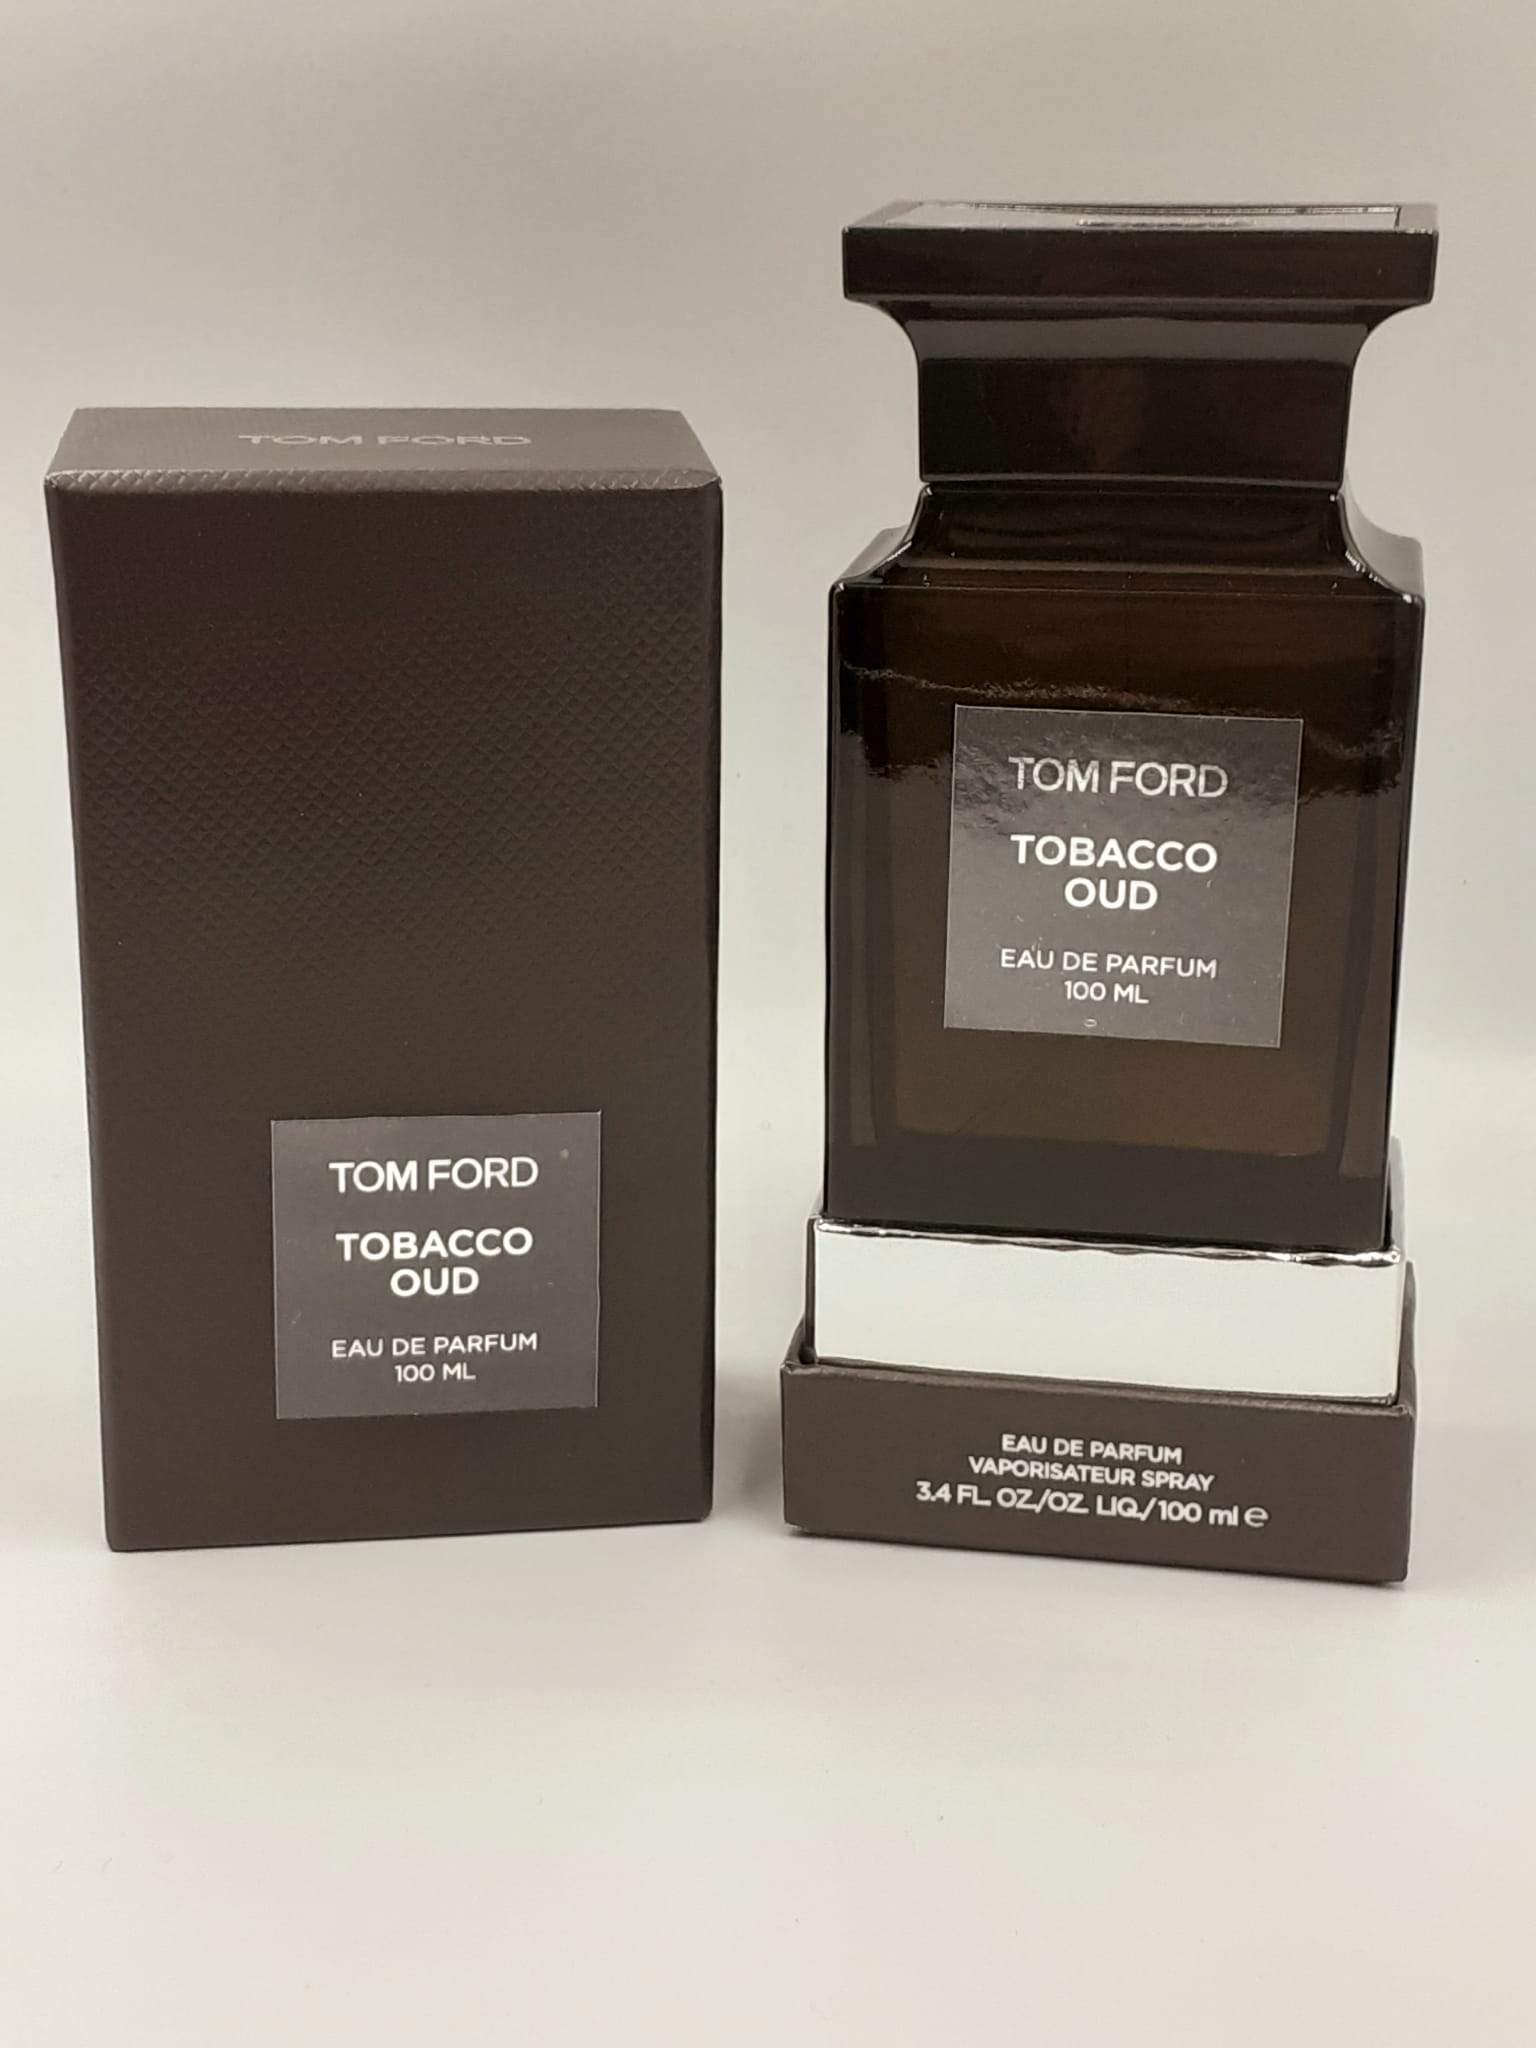 TOM FORD
TOM FORD
TOBACCO
OUD
EAU DE PARFUM
100 ML
TOM FORD
TOBACCO
OUD
EAU DE PARFUM
100 ML
EAU DE PARFUM
VAPORISATEUR SPRAY
3.4 FL. OZ./OZ. LIQ./100 ml ℮